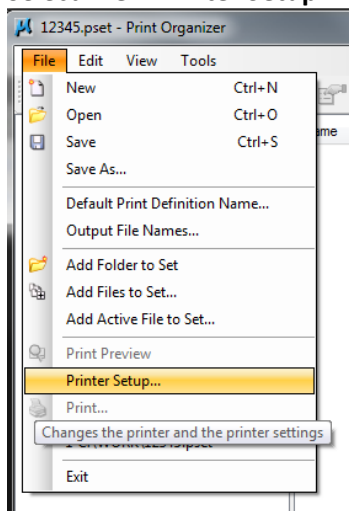 12345.pset - Print Organizer
File Edit View Tools
New Ctrl+N
Open Ctrl+O
ame
Save Ctrl+S
Save As...
Default Print Definition Name...
Output File Names...
Add Folder to Set
Add Files to Set...
Add Active File to Set...
Print Preview
Printer Setup...
Print...
Changes the printer and the printer settings
Exit